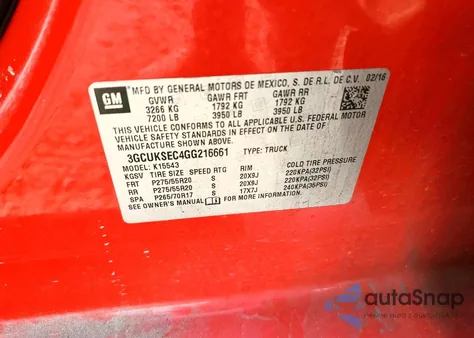 GM
MFD BY GENERAL MOTORS DE MEXICO, S. DE R.L. DE C.V. 02/16
GVWR GAWR FRT GAWR RR
3266 KG 1792 KG 1792 KG
7200 LB 3950 LB 3950 LB
THIS VEHICLE CONFORMS TO ALL APPLICABLE U.S. FEDERAL MOTOR
VEHICLE SAFETY STANDARDS IN EFFECT ON THE DATE OF
MANUFACTURE SHOWN ABOVE.
3GCUKSEC4GG216661 TYPE: TRUCK
MODEL: K15543
KGSV TIRE SIZE SPEED RTG RIM COLD TIRE PRESSURE
FRT P275/55R20 S 20X9J 220KPA(32PSI)
RR P275/55R20 S 20X9J 220KPA(32PSI)
SPA P265/70R17 S 17X7J 240KPA(35PSI)
SEE OWNER'S MANUAL FOR MORE INFORMATION.
autaSnap